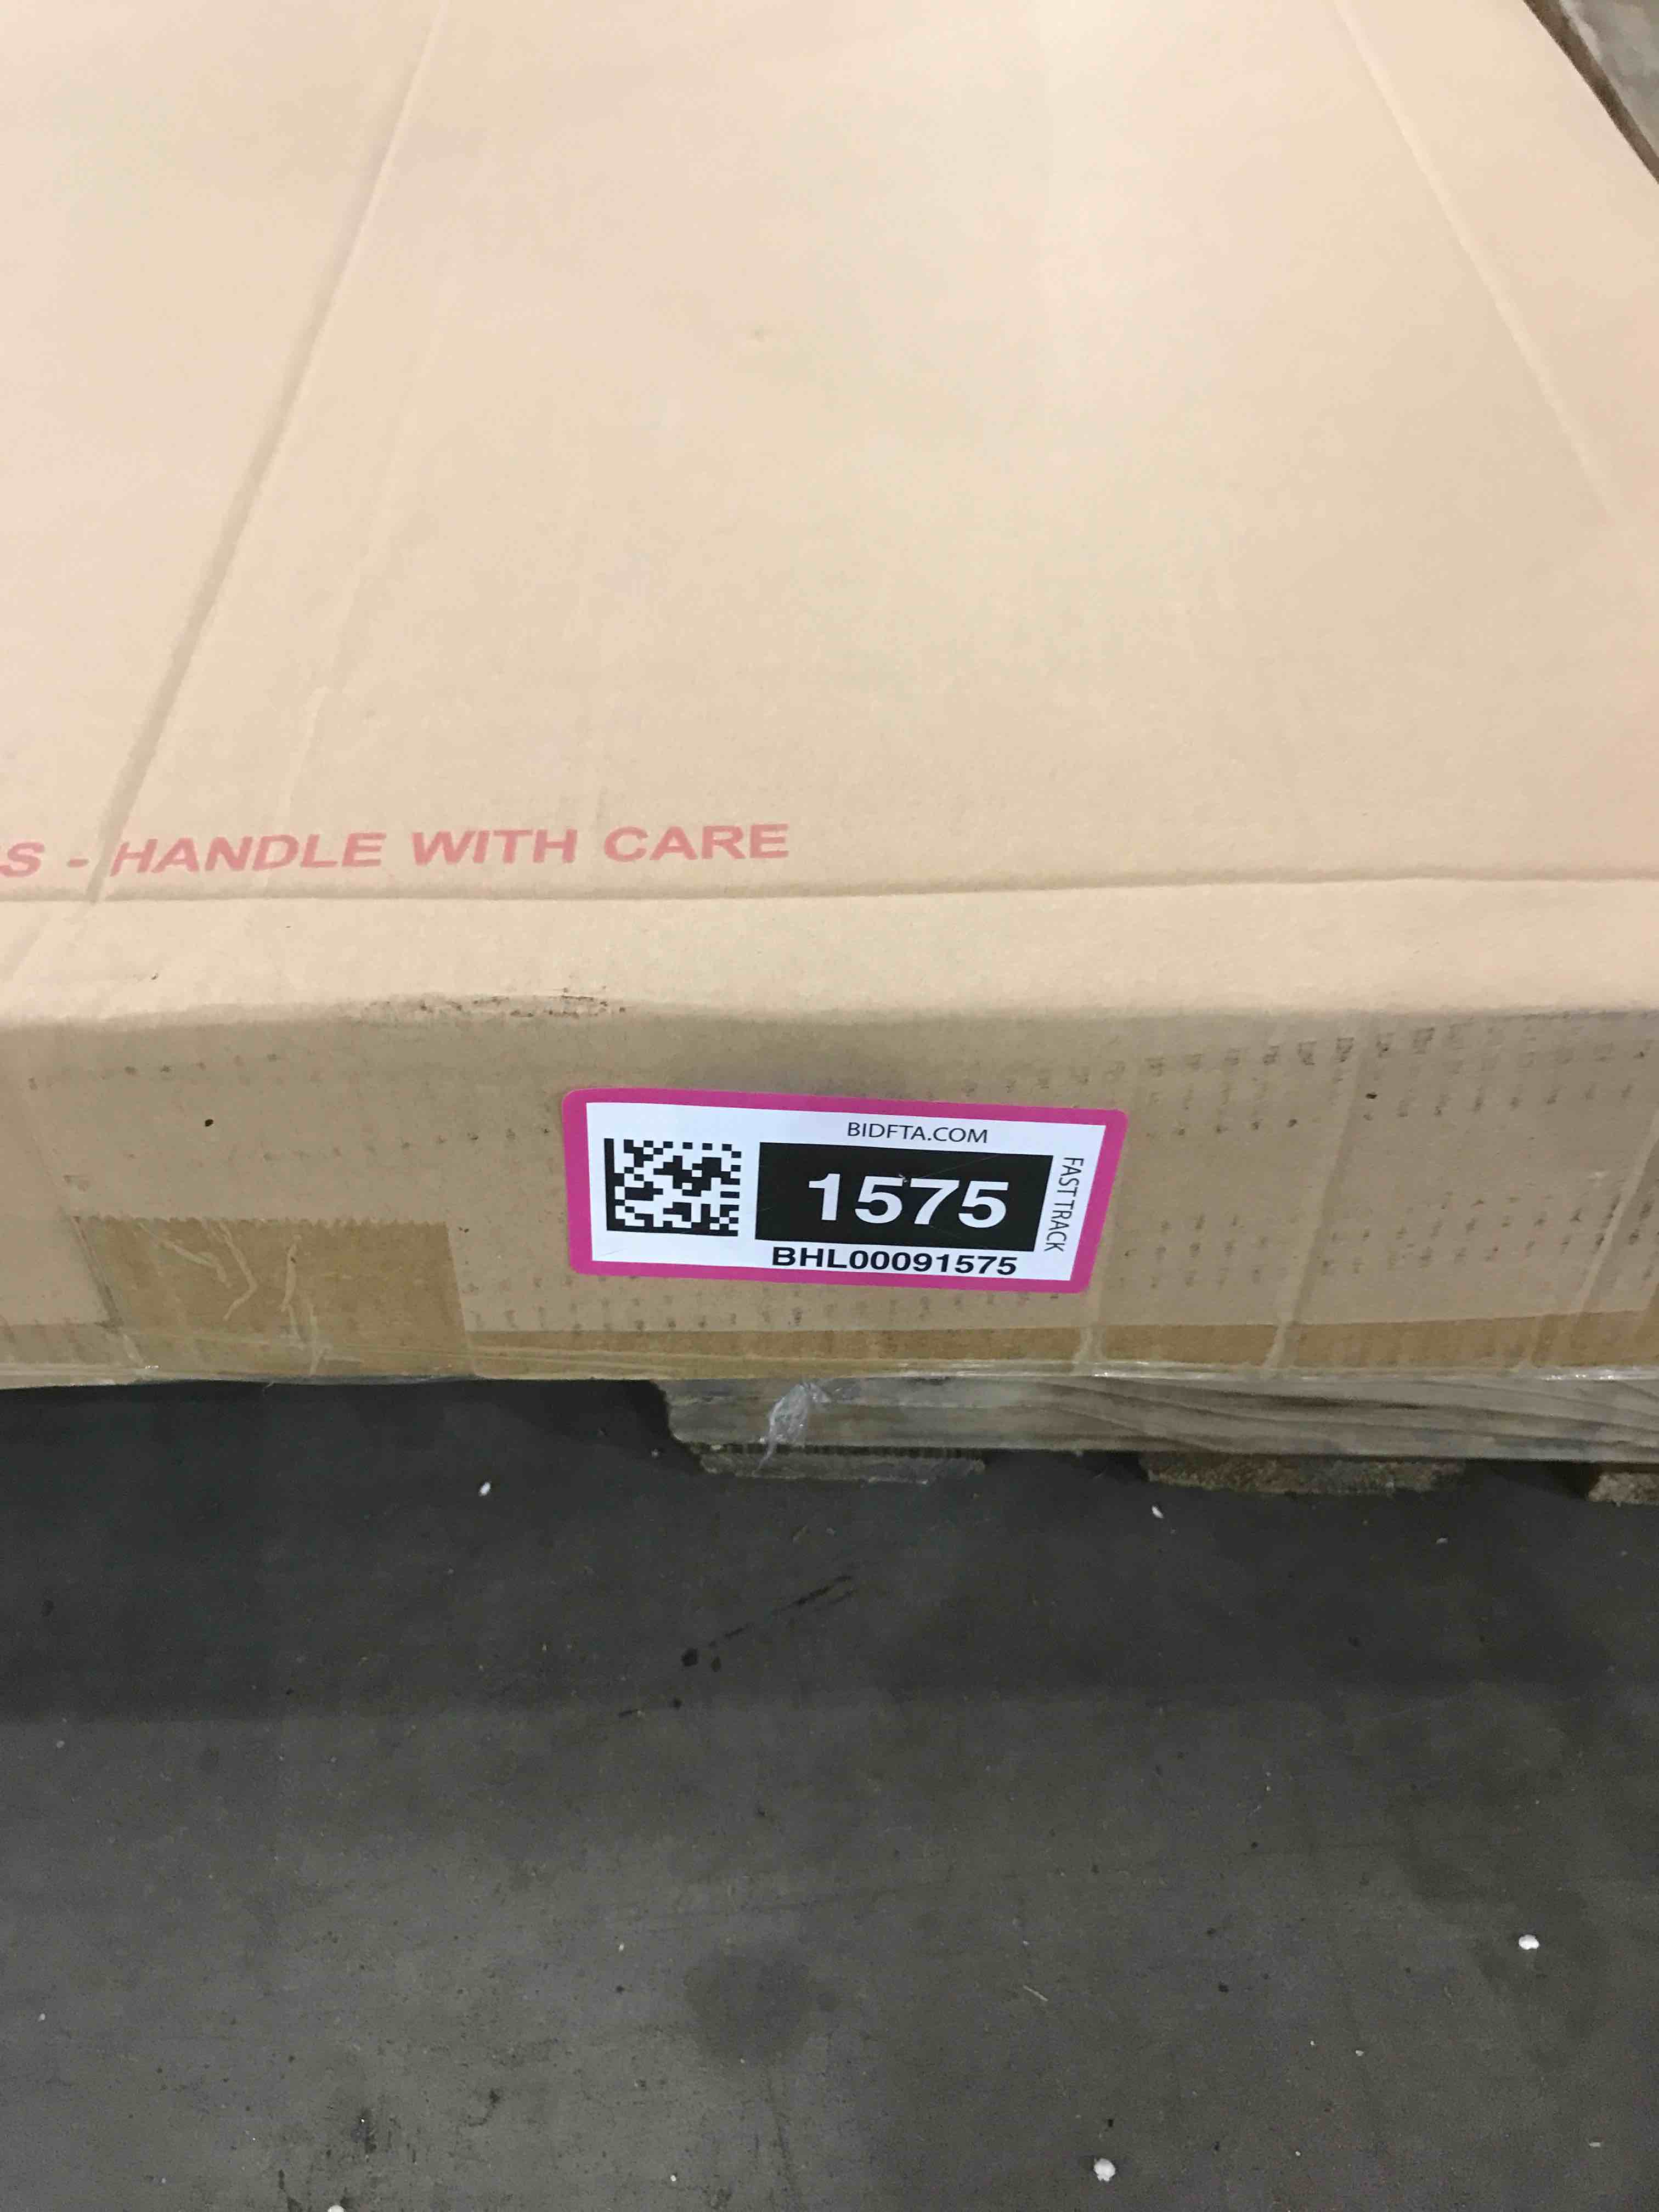 S - HANDLE WITH CARE
BIDFTA.COM
1575
FAST TRACK
BHL00091575